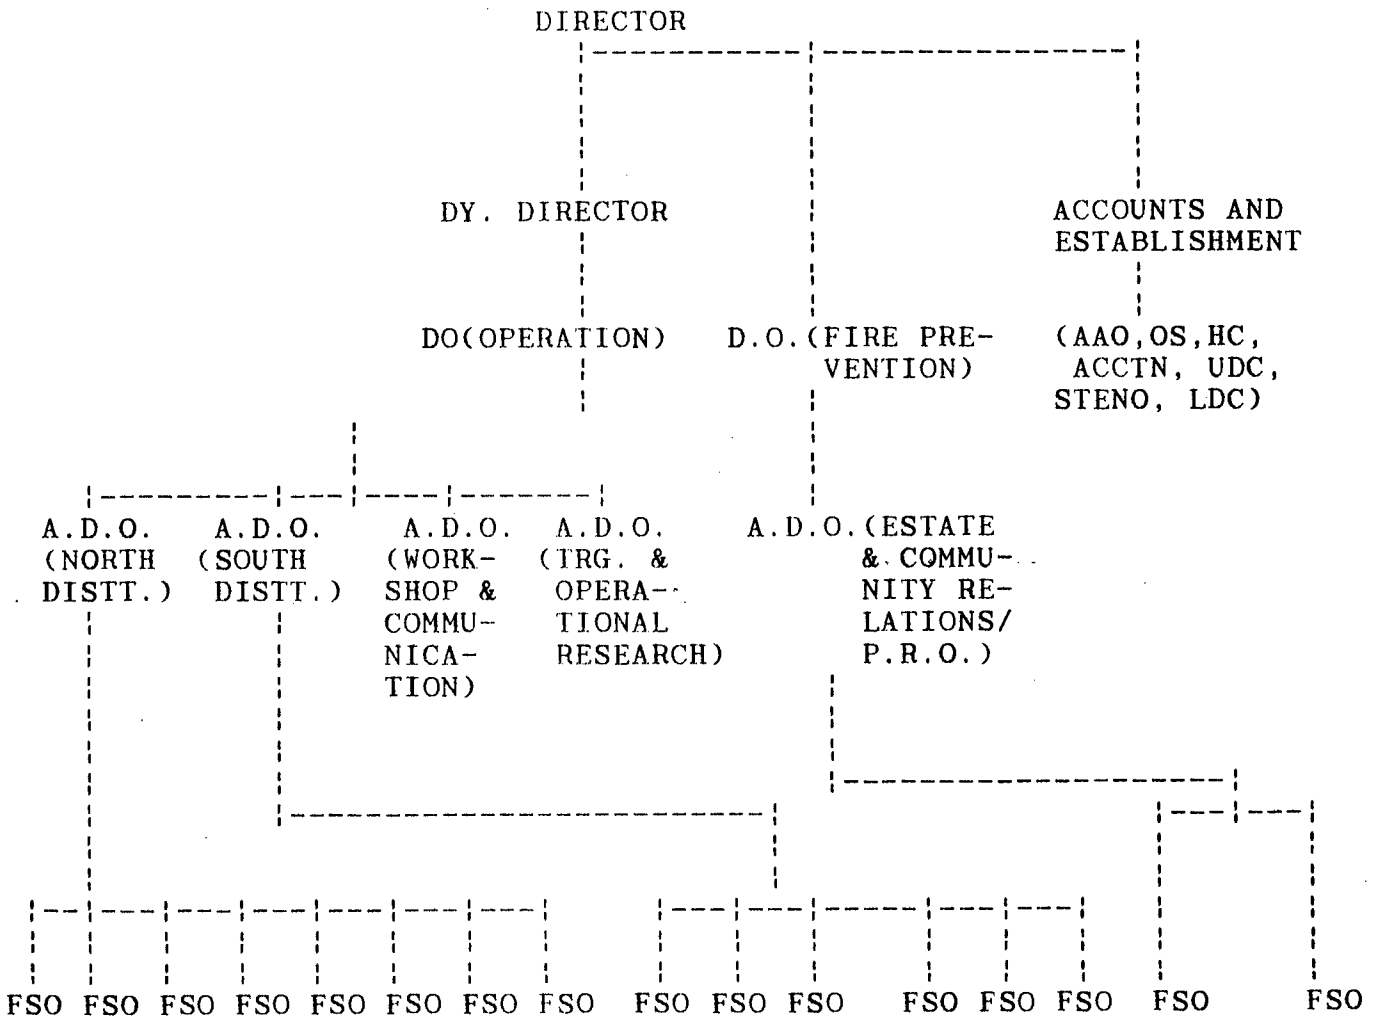 DIRECTOR
DY. DIRECTOR
ACCOUNTS AND
ESTABLISHMENT
DO(OPERATION)
D.O.(FIRE PRE-
VENTION)
(AAO,OS,HC,
ACCTN, UDC,
STENO, LDC)
A.D.O.
(NORTH
DISTT.)
A.D.O.
(SOUTH
DISTT.)
A.D.O.
(WORK-
SHOP &
COMMU-
NICA-
TION)
A.D.O.
(TRG. &
OPERA-
TIONAL
RESEARCH)
A.D.O.(ESTATE
& COMMU-
NITY RE-
LATIONS/
P.R.O.)
FSO FSO FSO FSO FSO FSO FSO FSO FSO FSO FSO FSO FSO FSO FSO FSO